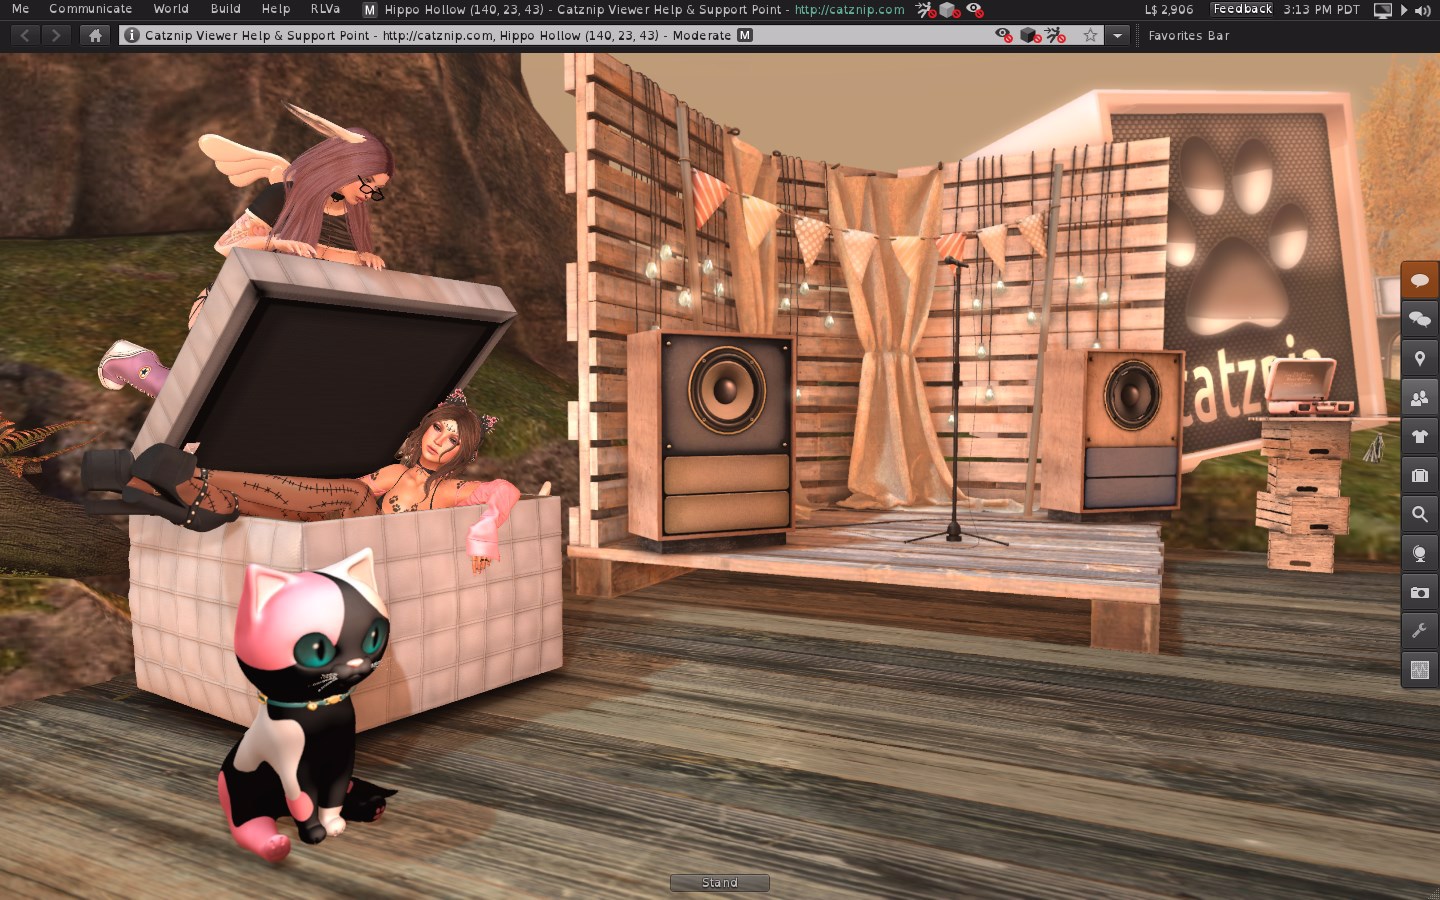 Me Communicate World Build Help RLVa M Hippo Hollow (140, 23, 43) - Catznip Viewer Help & Support Point - http://catznip.com L$ 2,906 Feedback 3:13 PM PDT
Catznip Viewer Help & Support Point - http://catznip.com, Hippo Hollow (140, 23, 43) - Moderate M Favorites Bar
catznip
Stand